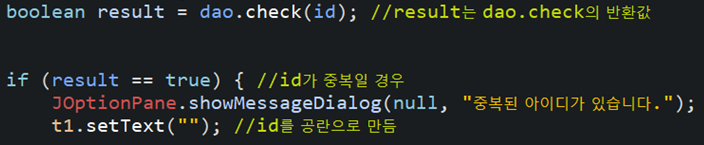 boolean result = dao.check(id); //result는 dao.check의 반환값
if (result == true) { //id가 중복일 경우
JOptionPane.showMessageDialog(null, "중복된 아이디가 있습니다.");
t1.setText(""); //id를 공란으로 만듬